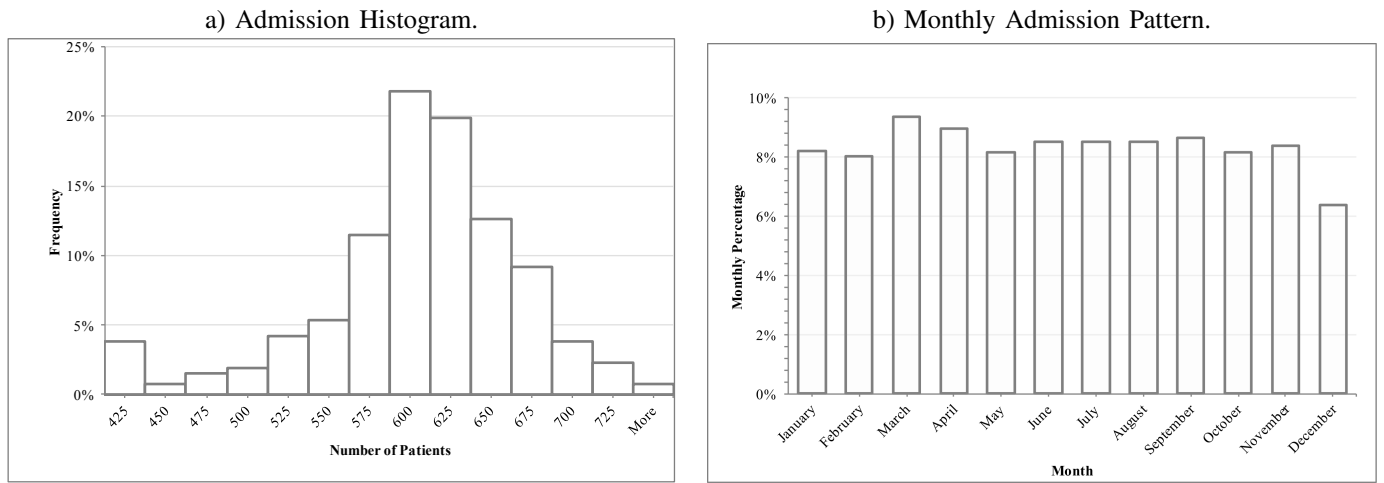 a) Admission Histogram.
25%
20%
15%
10%
5%
0%
Frequency
425 450 475 500 525 550 575 600 625 650 675 700 725 More
Number of Patients
b) Monthly Admission Pattern.
10%
8%
6%
4%
2%
0%
Monthly Percentage
January February March April May June July August September October November December
Month